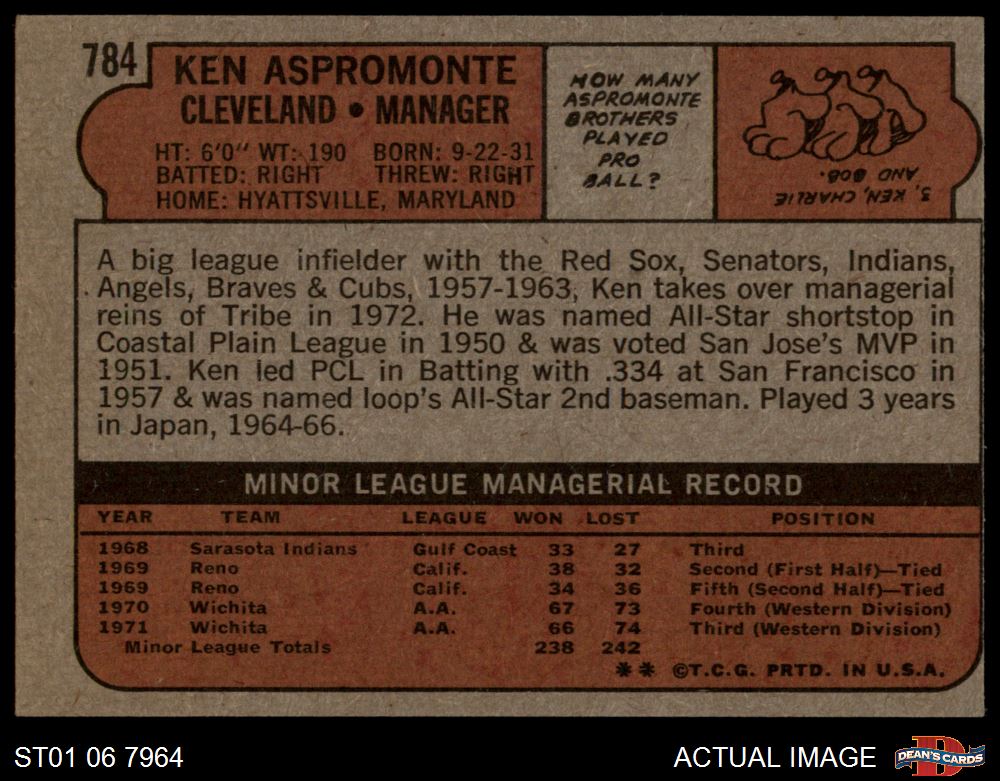 784
KEN ASPROMONTE
CLEVELAND • MANAGER
HT: 6'0" WT: 190 BORN: 9-22-31
BATTED: RIGHT THREW: RIGHT
HOME: HYATTSVILLE, MARYLAND
HOW MANY
ASPROMONTE
BROTHERS
PLAYED
PRO
BALL?
3, KEN, CHARLIE
AND BOB.
A big league infielder with the Red Sox, Senators, Indians,
Angels, Braves & Cubs, 1957-1963, Ken takes over managerial
reins of Tribe in 1972. He was named All-Star shortstop in
Coastal Plain League in 1950 & was voted San Jose's MVP in
1951. Ken led PCL in Batting with .334 at San Francisco in
1957 & was named loop's All-Star 2nd baseman. Played 3 years
in Japan, 1964-66.
MINOR LEAGUE MANAGERIAL RECORD
YEAR TEAM LEAGUE WON LOST POSITION
1968 Sarasota Indians Gulf Coast 33 27 Third
1969 Reno Calif. 38 32 Second (First Half)—Tied
1969 Reno Calif. 34 36 Fifth (Second Half)—Tied
1970 Wichita A.A. 67 73 Fourth (Western Division)
1971 Wichita A.A. 66 74 Third (Western Division)
Minor League Totals 238 242
** ©T.C.G. PRTD. IN U.S.A.
ST01 06 7964 ACTUAL IMAGE DEAN'S CARDS